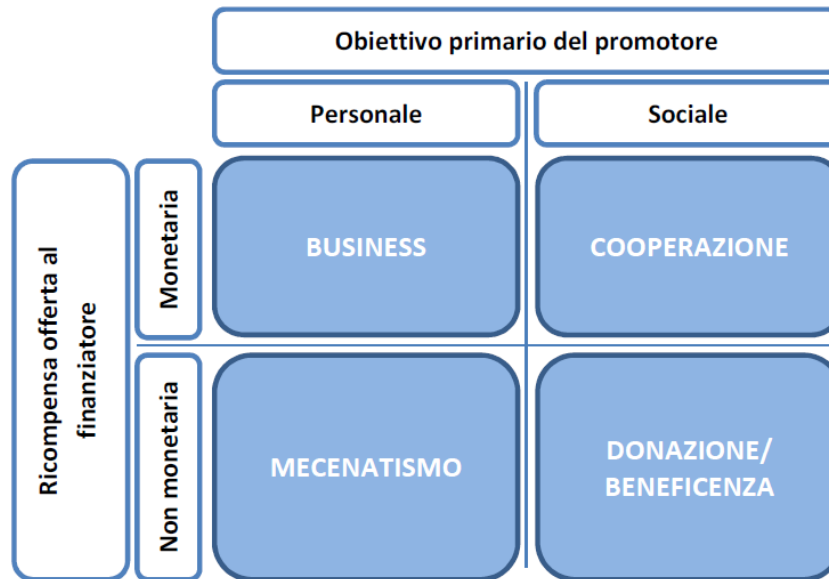 Obiettivo primario del promotore
Personale
Sociale
Ricompensa offerta al
finanziatore
Monetaria
BUSINESS
COOPERAZIONE
Non monetaria
MECENATISMO
DONAZIONE/
BENEFICENZA